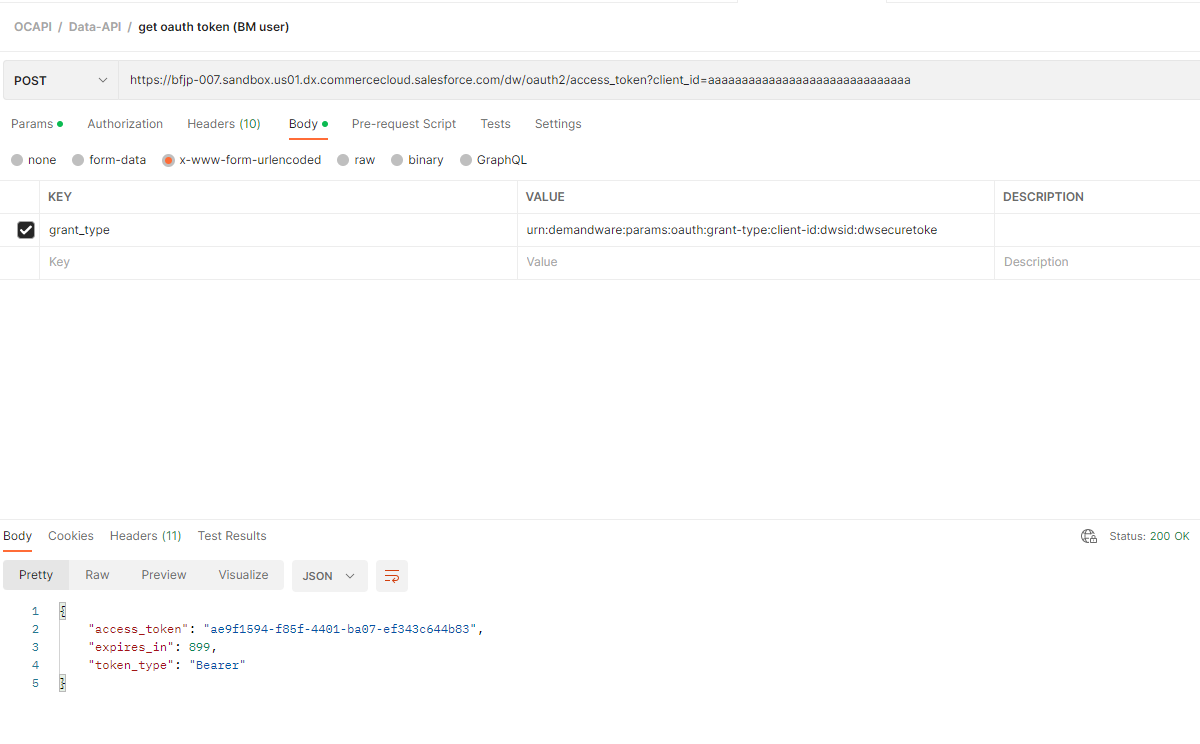 OCAPI / Data-API / get oauth token (BM user)
POST https://bfjp-007.sandbox.us01.dx.commercecloud.salesforce.com/dw/oauth2/access_token?client_id=aaaaaaaaaaaaaaaaaaaaaaaaaaaaaa
Params Authorization Headers (10) Body Pre-request Script Tests Settings
none form-data x-www-form-urlencoded raw binary GraphQL
KEY VALUE DESCRIPTION
grant_type urn:demandware:params:oauth:grant-type:client-id:dwsid:dwsecuretoke
Key Value Description
Body Cookies Headers (11) Test Results Status: 200 OK
Pretty Raw Preview Visualize JSON
1 {
2 "access_token": "ae9f1594-f85f-4401-ba07-ef343c644b83",
3 "expires_in": 899,
4 "token_type": "Bearer"
5 }